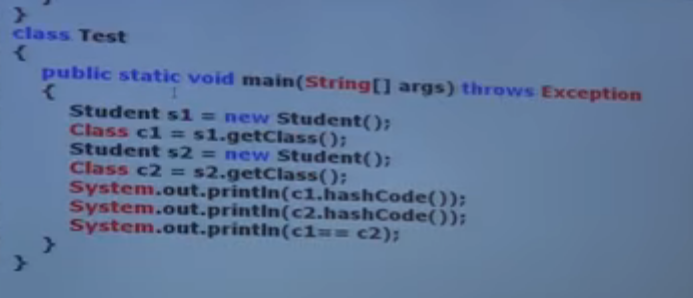 }
class Test
{
public static void main(String[] args) throws Exception
{
Student s1 = new Student();
Class c1 = s1.getClass();
Student s2 = new Student();
Class c2 = s2.getClass();
System.out.println(c1.hashCode());
System.out.println(c2.hashCode());
System.out.println(c1== c2);
}
}